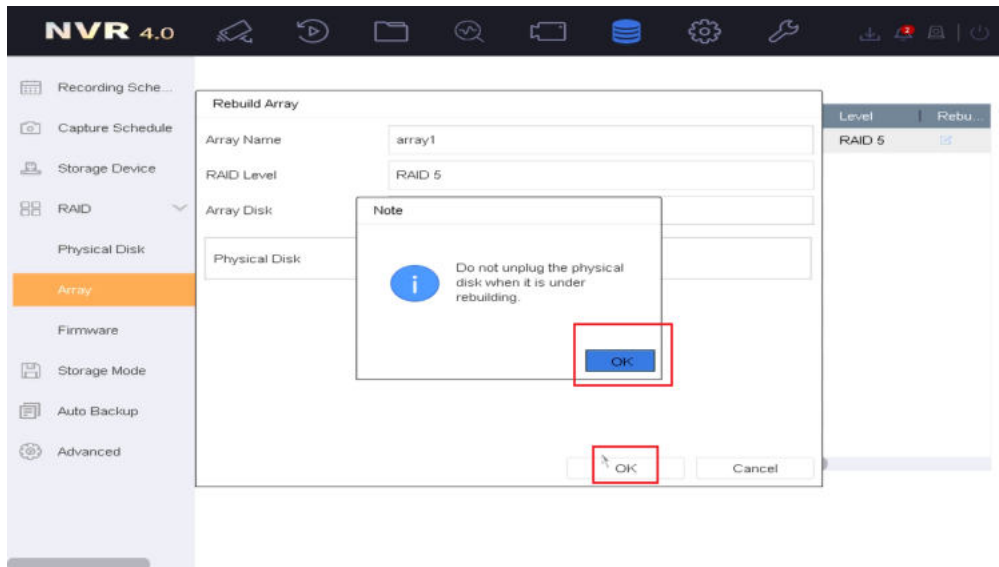 NVR 4.0
2
Recording Sche...
Capture Schedule
Storage Device
RAID
Physical Disk
Array
Firmware
Storage Mode
Auto Backup
Advanced
Rebuild Array
Array Name
array1
RAID Level
RAID 5
Array Disk
Physical Disk
Note
Do not unplug the physical
disk when it is under
rebuilding.
OK
OK
Cancel
Level
Rebu...
RAID 5